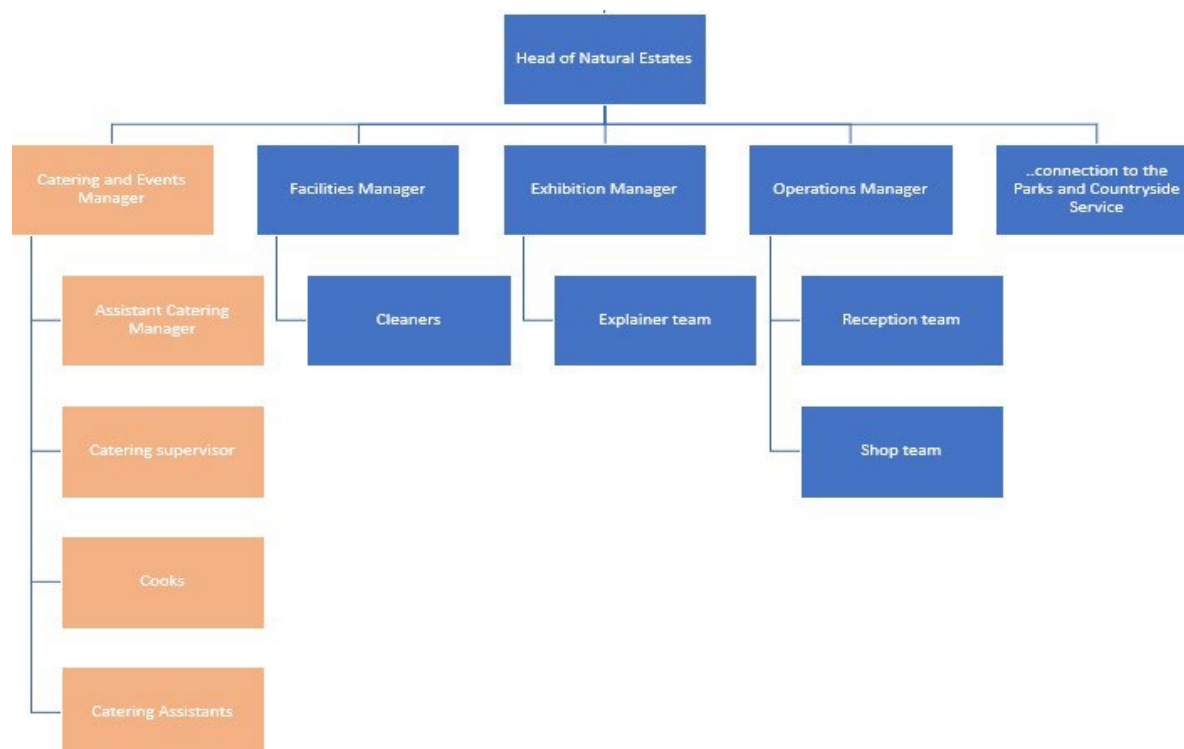 Head of Natural Estates
Catering and Events
Manager
Facilities Manager
Exhibition Manager
Operations Manager
..connection to the
Parks and Countryside
Service
Assistant Catering
Manager
Cleaners
Explainer team
Reception team
Catering supervisor
Shop team
Cooks
Catering Assistants